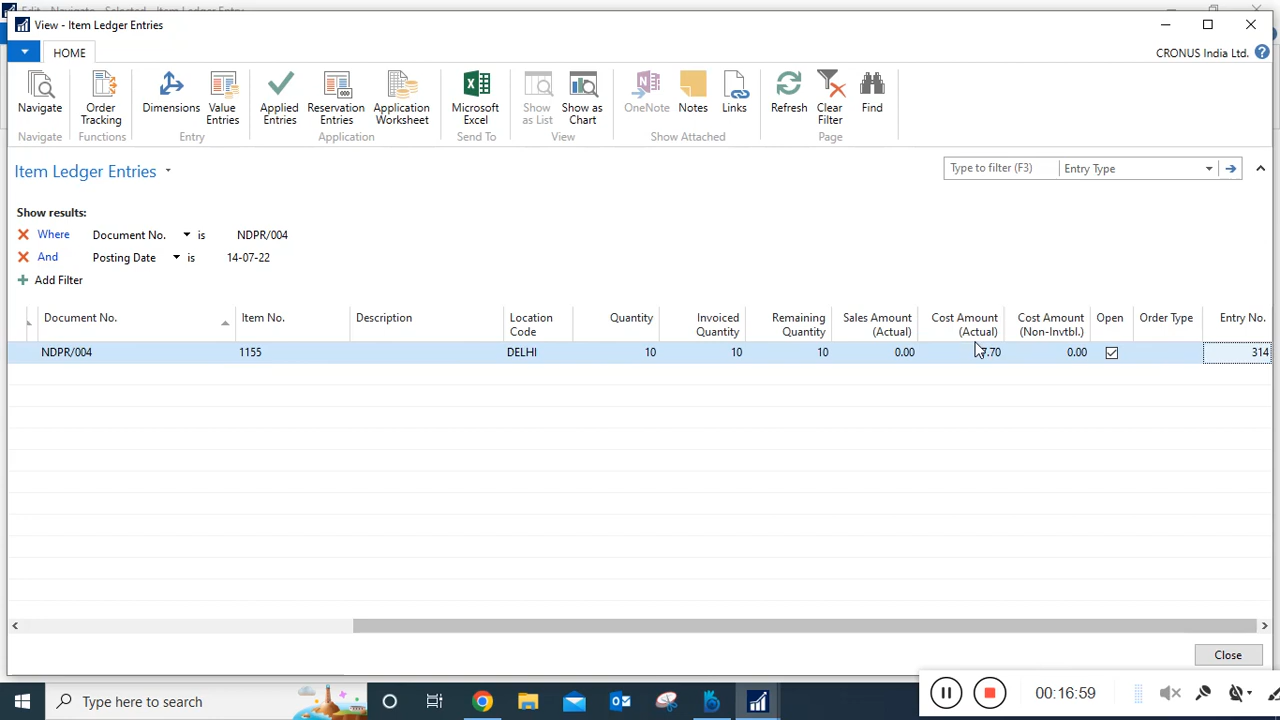 View - Item Ledger Entries
HOME
CRONUS India Ltd.
Navigate
Order Tracking
Dimensions
Value Entries
Applied Entries
Reservation Entries
Application Worksheet
Microsoft Excel
Show as List
Show as Chart
OneNote
Notes
Links
Refresh
Clear Filter
Find
Navigate
Functions
Entry
Application
Send To
View
Show Attached
Page
Item Ledger Entries
Type to filter (F3)
Entry Type
Show results:
Where Document No. is NDPR/004
And Posting Date is 14-07-22
Add Filter
Document No. Item No. Description Location Code Quantity Invoiced Quantity Remaining Quantity Sales Amount (Actual) Cost Amount (Actual) Cost Amount (Non-Invtbl.) Open Order Type Entry No.
NDPR/004 1155 DELHI 10 10 10 0.00 0.00 314
Close
Type here to search
00:16:59